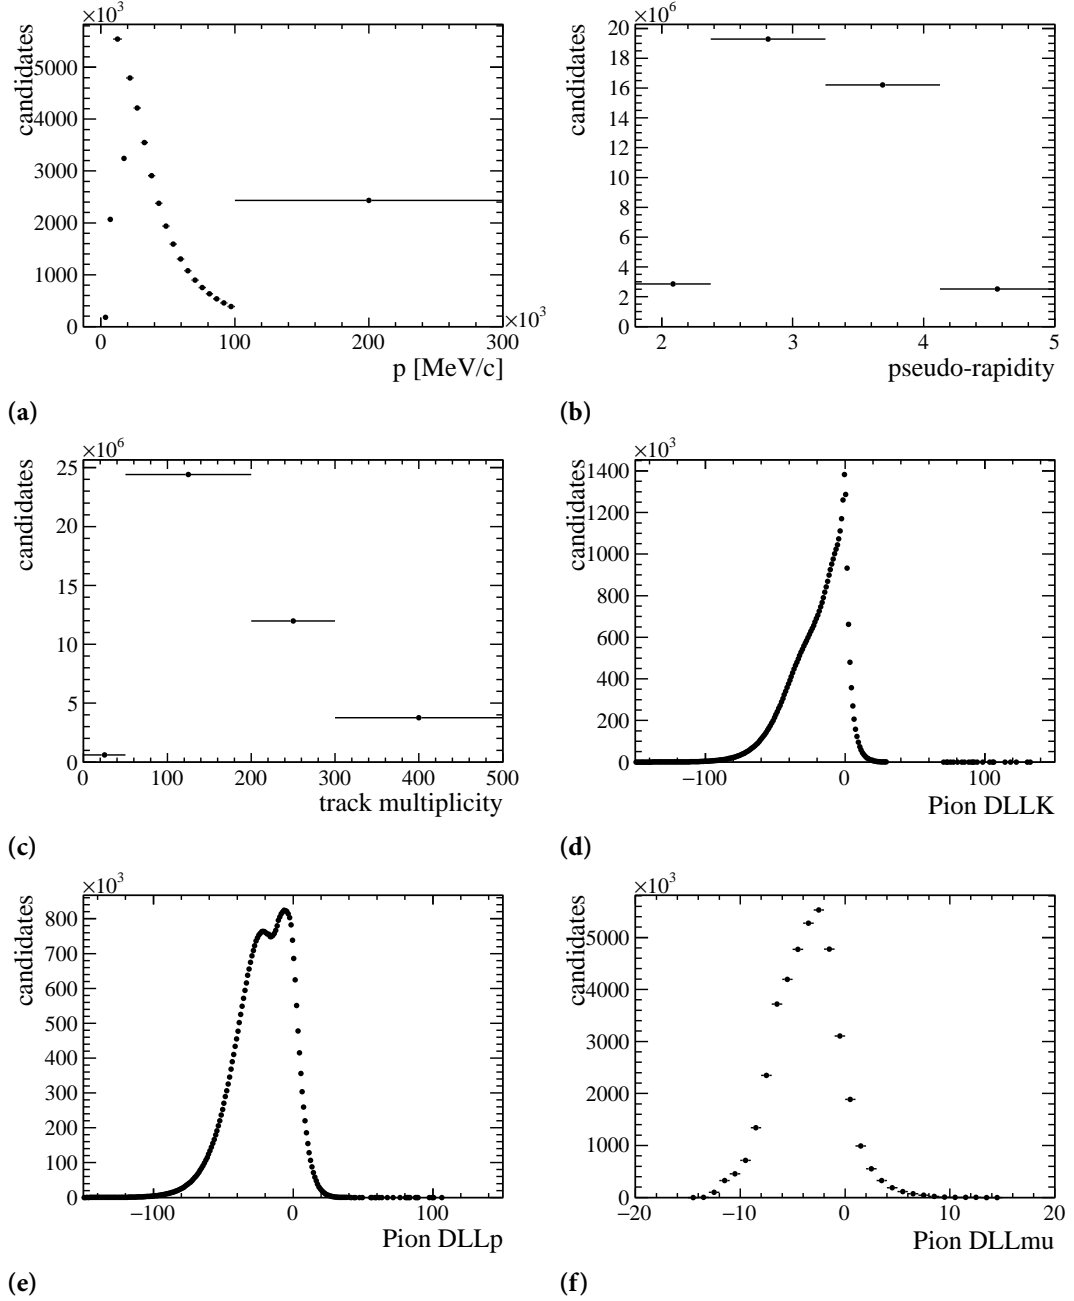 candidates
5000
4000
3000
2000
1000
0
0 100 200 300
×10³
p [MeV/c]
(a)
×10⁶
candidates
20
18
16
14
12
10
8
6
4
2
0
2 3 4 5
pseudo-rapidity
(b)
×10⁶
candidates
25
20
15
10
5
0
0 100 200 300 400 500
track multiplicity
(c)
×10³
candidates
1400
1200
1000
800
600
400
200
0
−100 0 100
Pion DLLK
(d)
×10³
candidates
800
700
600
500
400
300
200
100
0
−100 0 100
Pion DLLp
(e)
×10³
candidates
5000
4000
3000
2000
1000
0
−20 −10 0 10 20
Pion DLLmu
(f)